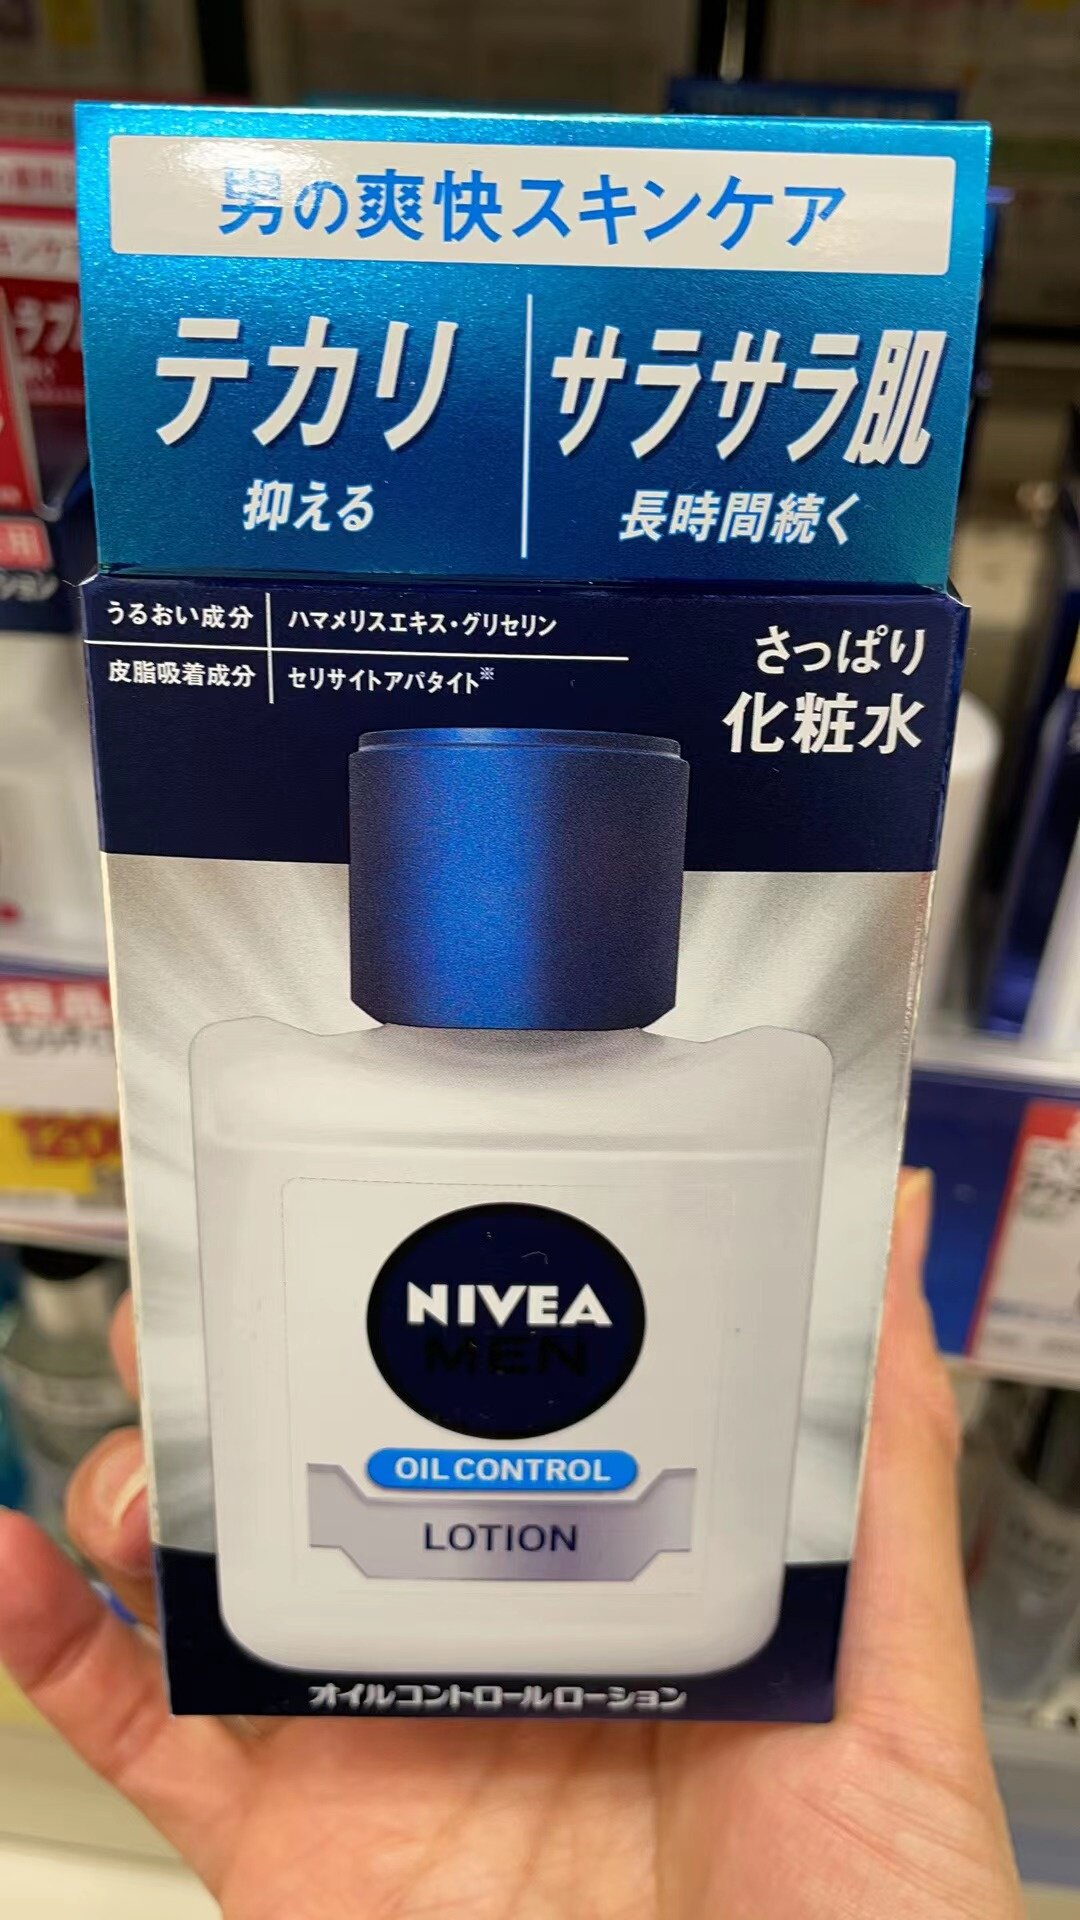 男の爽快スキンケア
テカリ
抑える
サラサラ肌
長時間続く
うるおい成分 ハマメリスエキス・グリセリン
皮脂吸着成分 セリサイトアパタイト※
さっぱり
化粧水
NIVEA
MEN
OIL CONTROL
LOTION
オイルコントロールローション